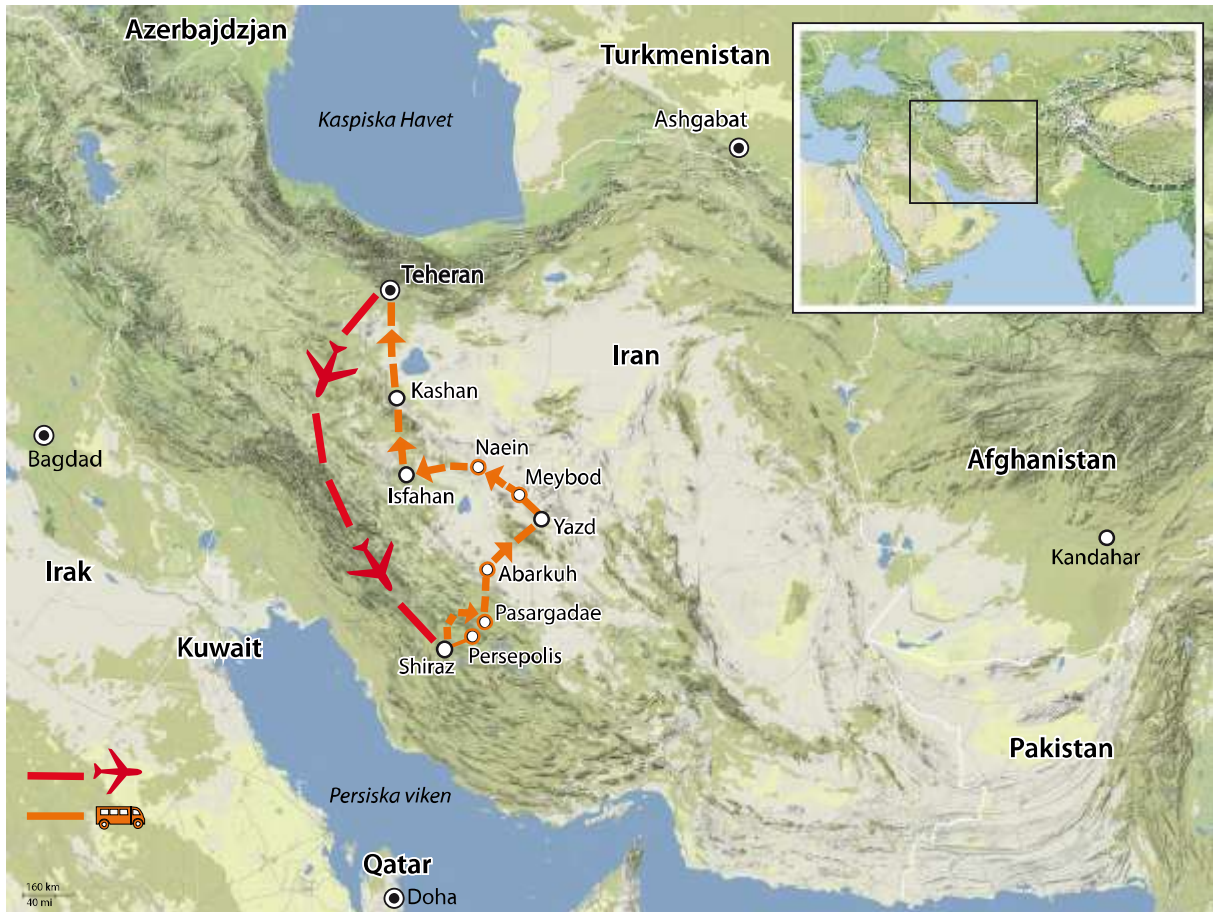 Azerbajdzjan
Turkmenistan
Kaspiska Havet
Ashgabat
Teheran
Iran
Kashan
Bagdad
Naein
Afghanistan
Meybod
Isfahan
Yazd
Kandahar
Irak
Abarkuh
Pasargadae
Kuwait
Shiraz
Persepolis
Pakistan
Persiska viken
Qatar
Doha
160 km
40 mi